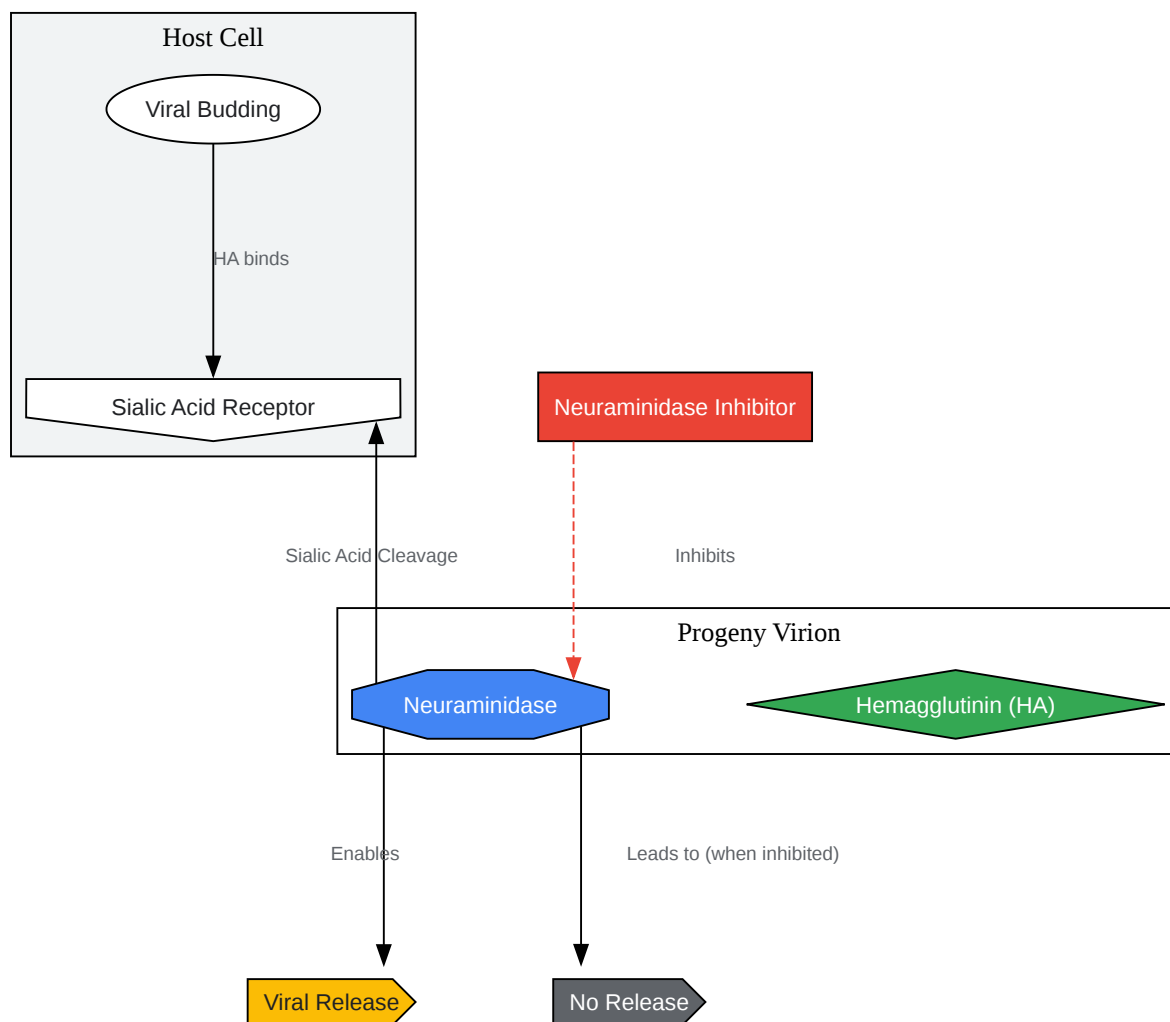 Host Cell
Viral Budding
HA binds
Sialic Acid Receptor
Neuraminidase Inhibitor
Sialic Acid Cleavage
Inhibits
Progeny Virion
Neuraminidase
Hemagglutinin (HA)
Enables
Leads to (when inhibited)
Viral Release
No Release